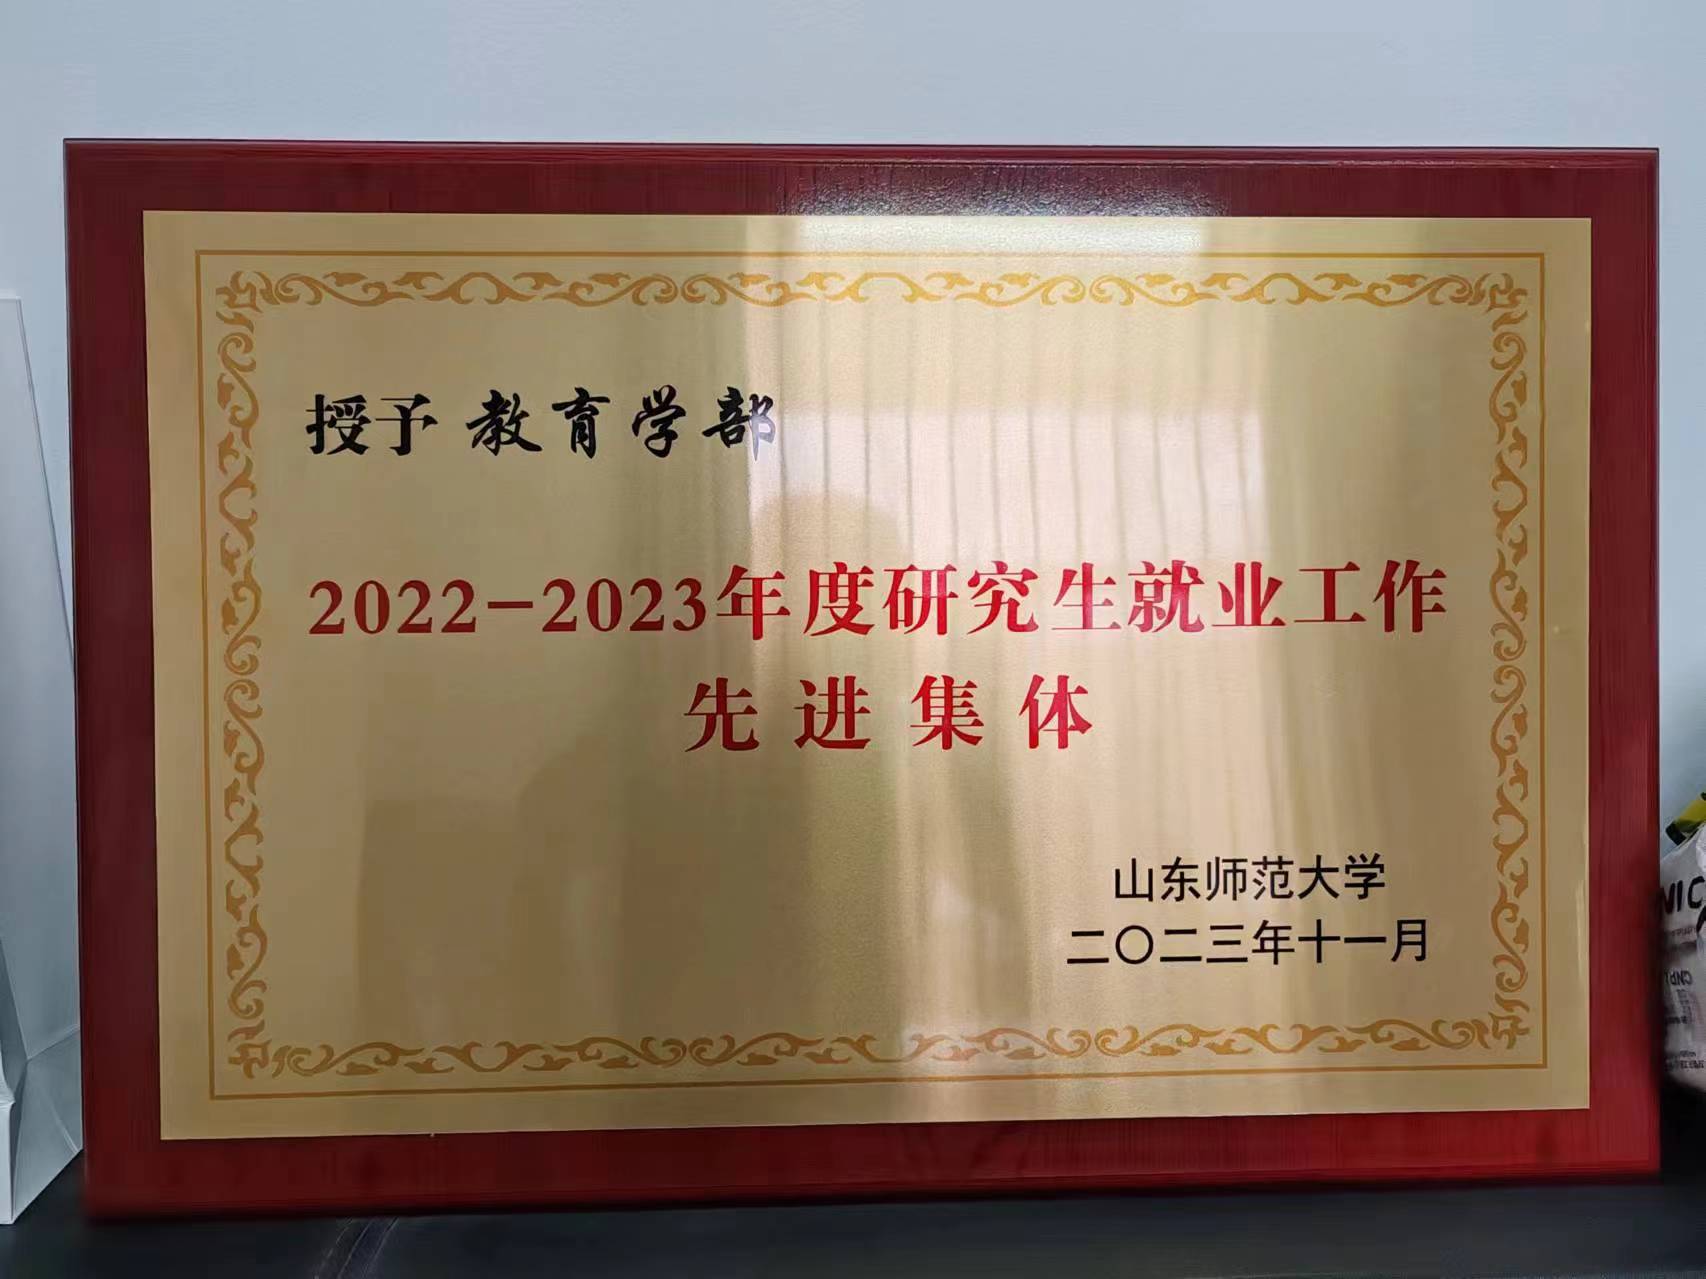 授予 教育学部
2022-2023年度研究生就业工作
先进集体
山东师范大学
二〇二三年十一月
NIC